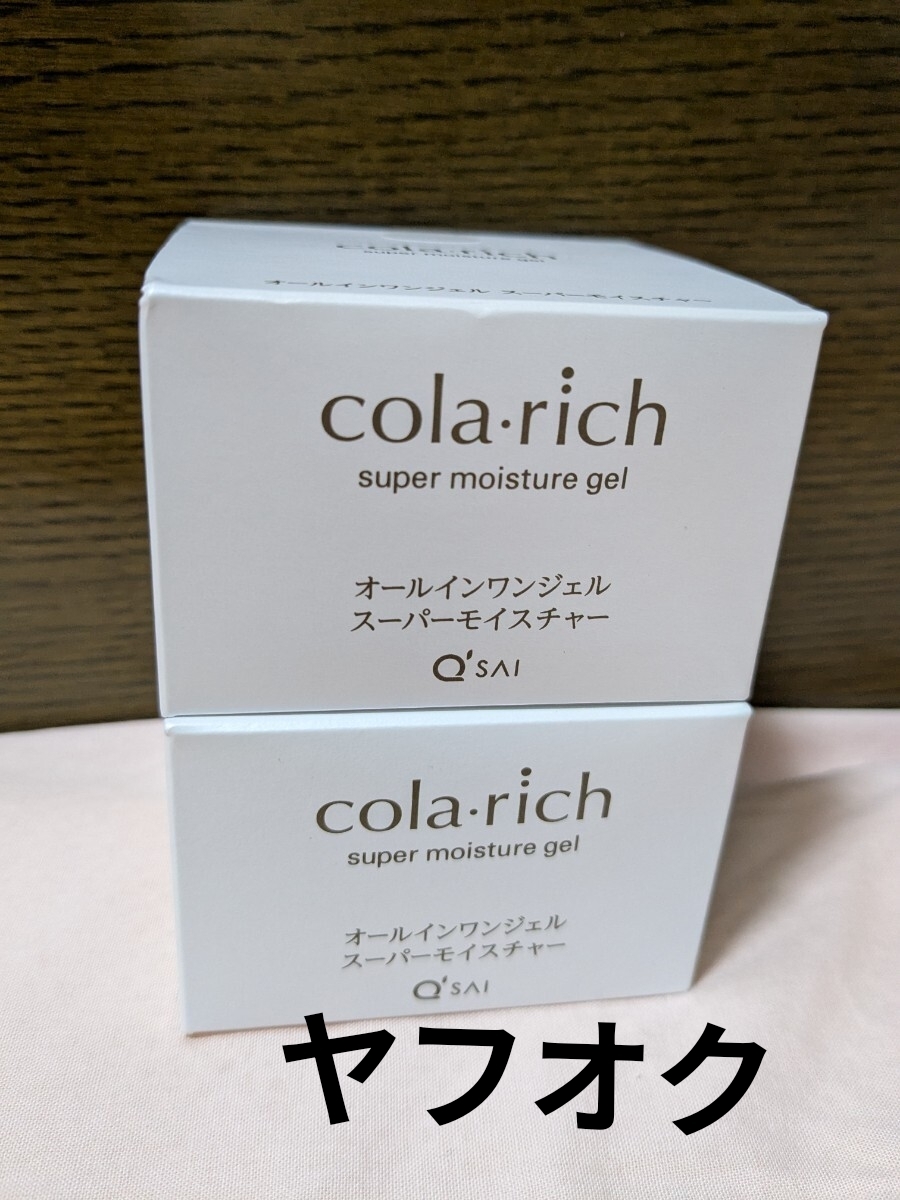 cola·rich
super moisture gel
オールインワンジェル スーパーモイスチャー
cola·rich
super moisture gel
オールインワンジェル
スーパーモイスチャー
Q'SAI
cola·rich
super moisture gel
オールインワンジェル
スーパーモイスチャー
Q'SAI
ヤフオク